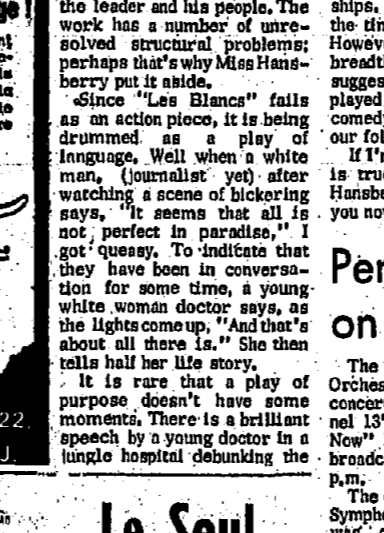 the leader and his people. The
work has a number of unre-
solved structural problems;
perhaps that's why Miss Hans-
berry put it aside.
Since "Les Blancs" fails
as an action piece, it is being
drummed as a play of
language. Well when a white
man, (journalist yet) after
watching a scene of bickering
says, "It seems that all is
not perfect in paradise," I
got queasy. To indicate that
they have been in conversa-
tion for some time, a young
white woman doctor says, as
the lights come up, "And that's
about all there is." She then
tells half her life story.
It is rare that a play of
purpose doesn't have some
moments. There is a brilliant
speech by a young doctor in a
jungle hospital debunking the
Le Soul
ships.
the tim
Howev
breadth
sugges
played
comedy
our fol
If I'm
is true
Hansbe
you nov
Per
on
The
Orches
concer
nel 13'
Now"
broadc
p.m.
The
Sympho
22.
J.